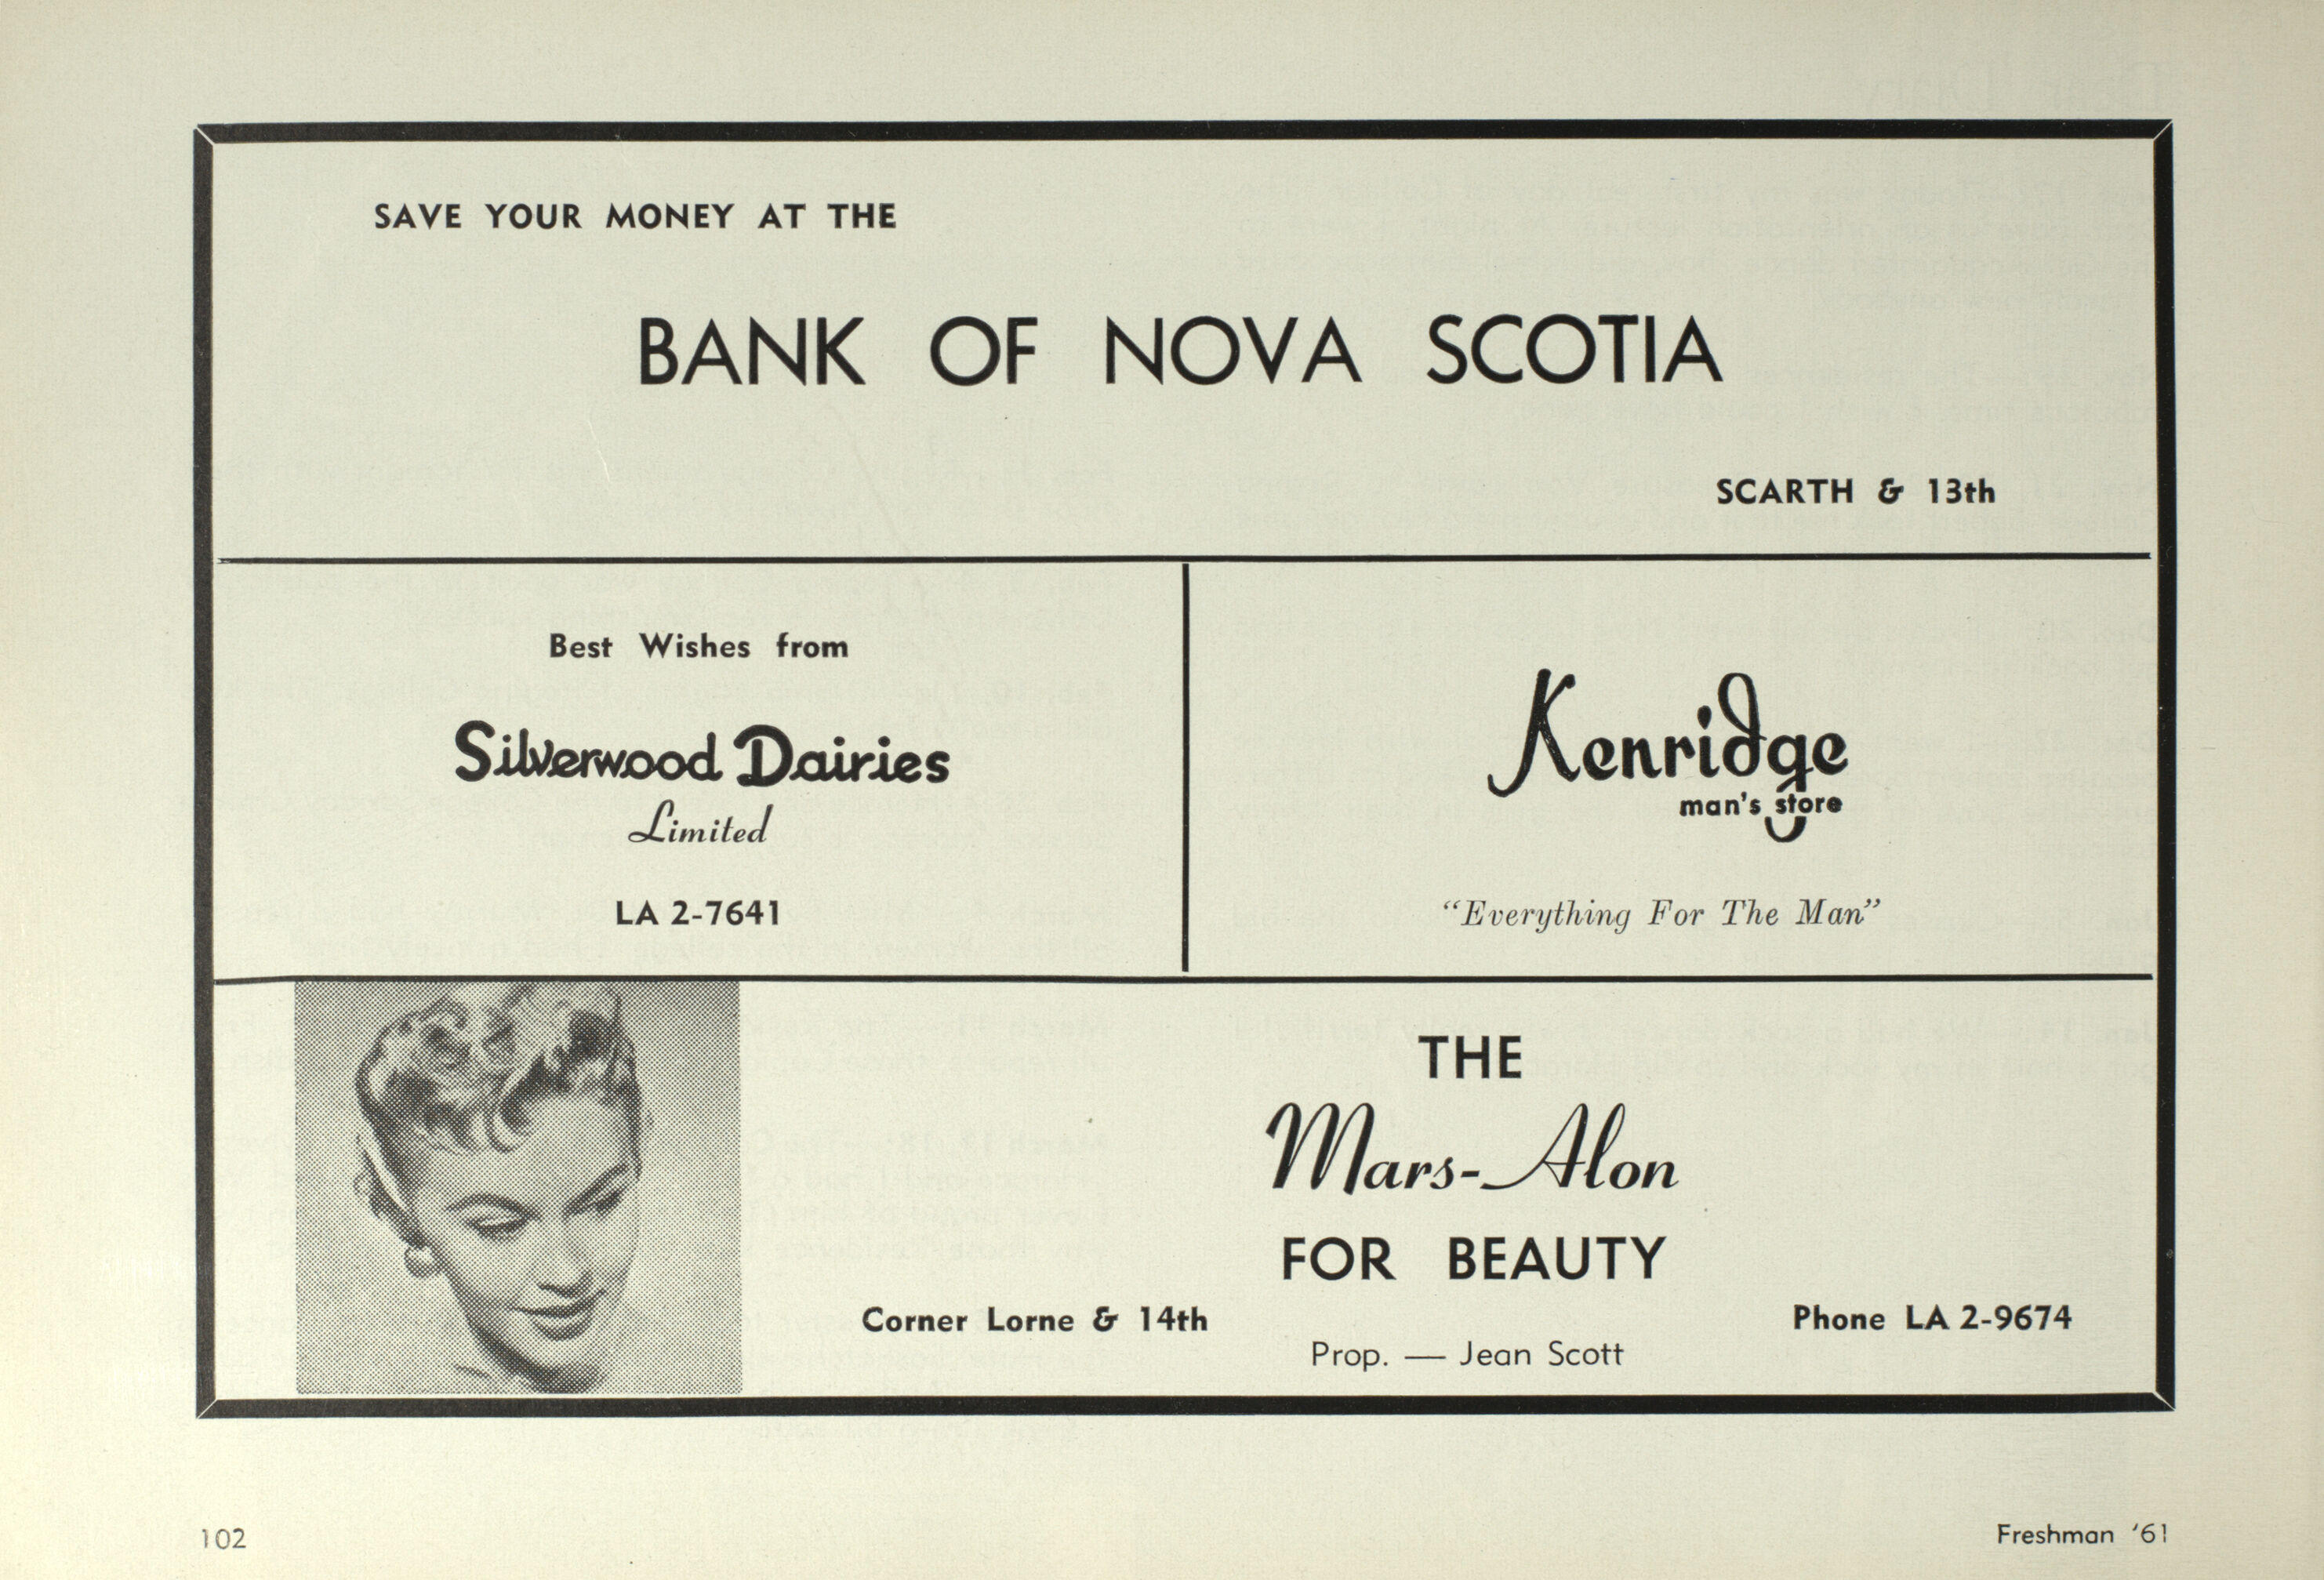 SAVE YOUR MONEY AT THE
BANK OF NOVA SCOTIA
SCARTH & 13th
Best Wishes from
Silverwood Dairies
Limited
LA 2-7641
Kenridge
man's store
“Everything For The Man”
THE
Mars-Alon
FOR BEAUTY
Corner Lorne & 14th
Phone LA 2-9674
Prop. — Jean Scott
102
Freshman '61